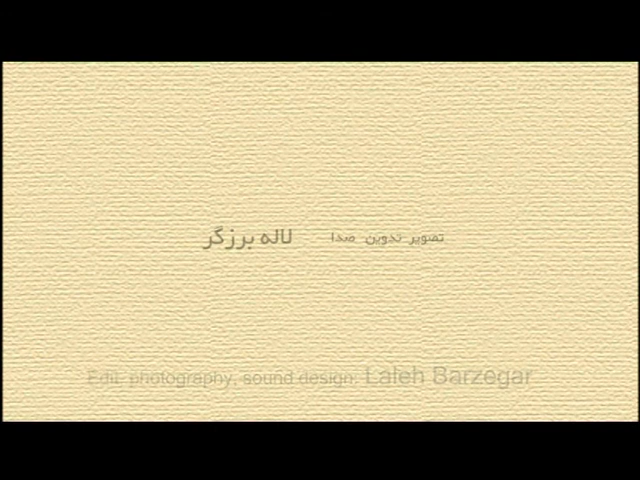 تصویر تدوین صدا لاله برزگر
Edit, photography, sound design: Laleh Barzegar